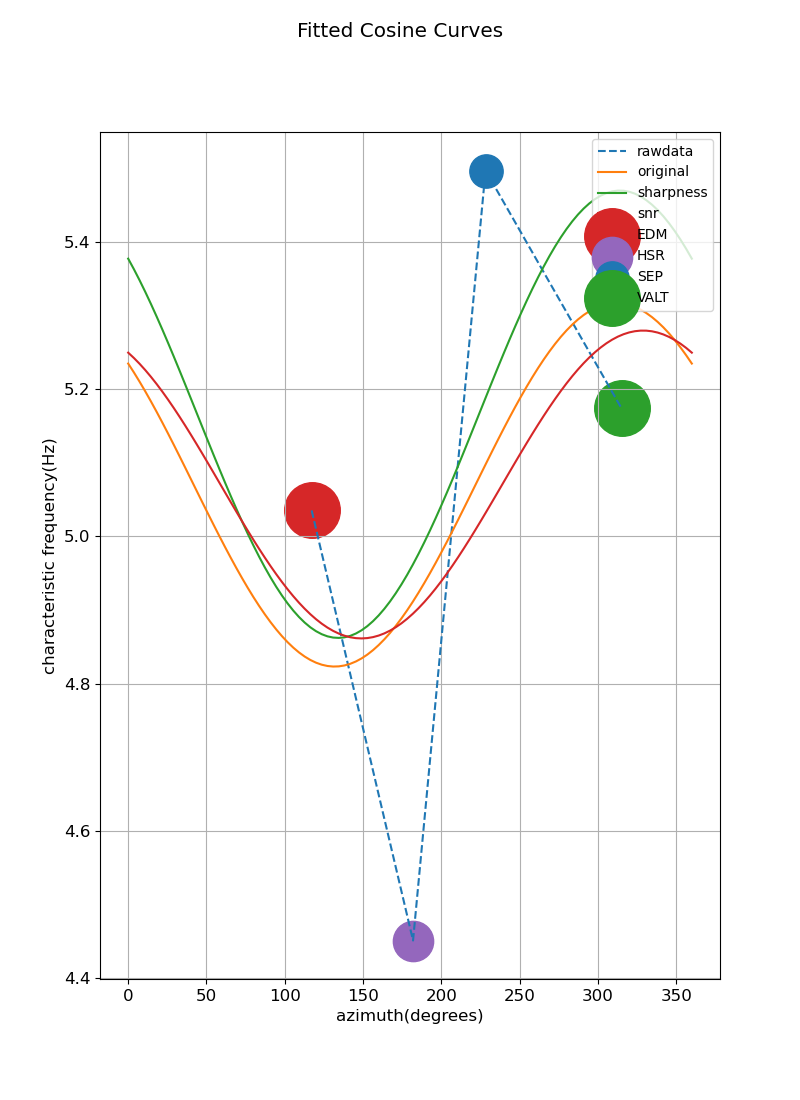 Fitted Cosine Curves
rawdata
original
sharpness
snr
EDM
HSR
SEP
VALT
characteristic frequency(Hz)
5.4
5.2
5.0
4.8
4.6
4.4
0 50 100 150 200 250 300 350
azimuth(degrees)